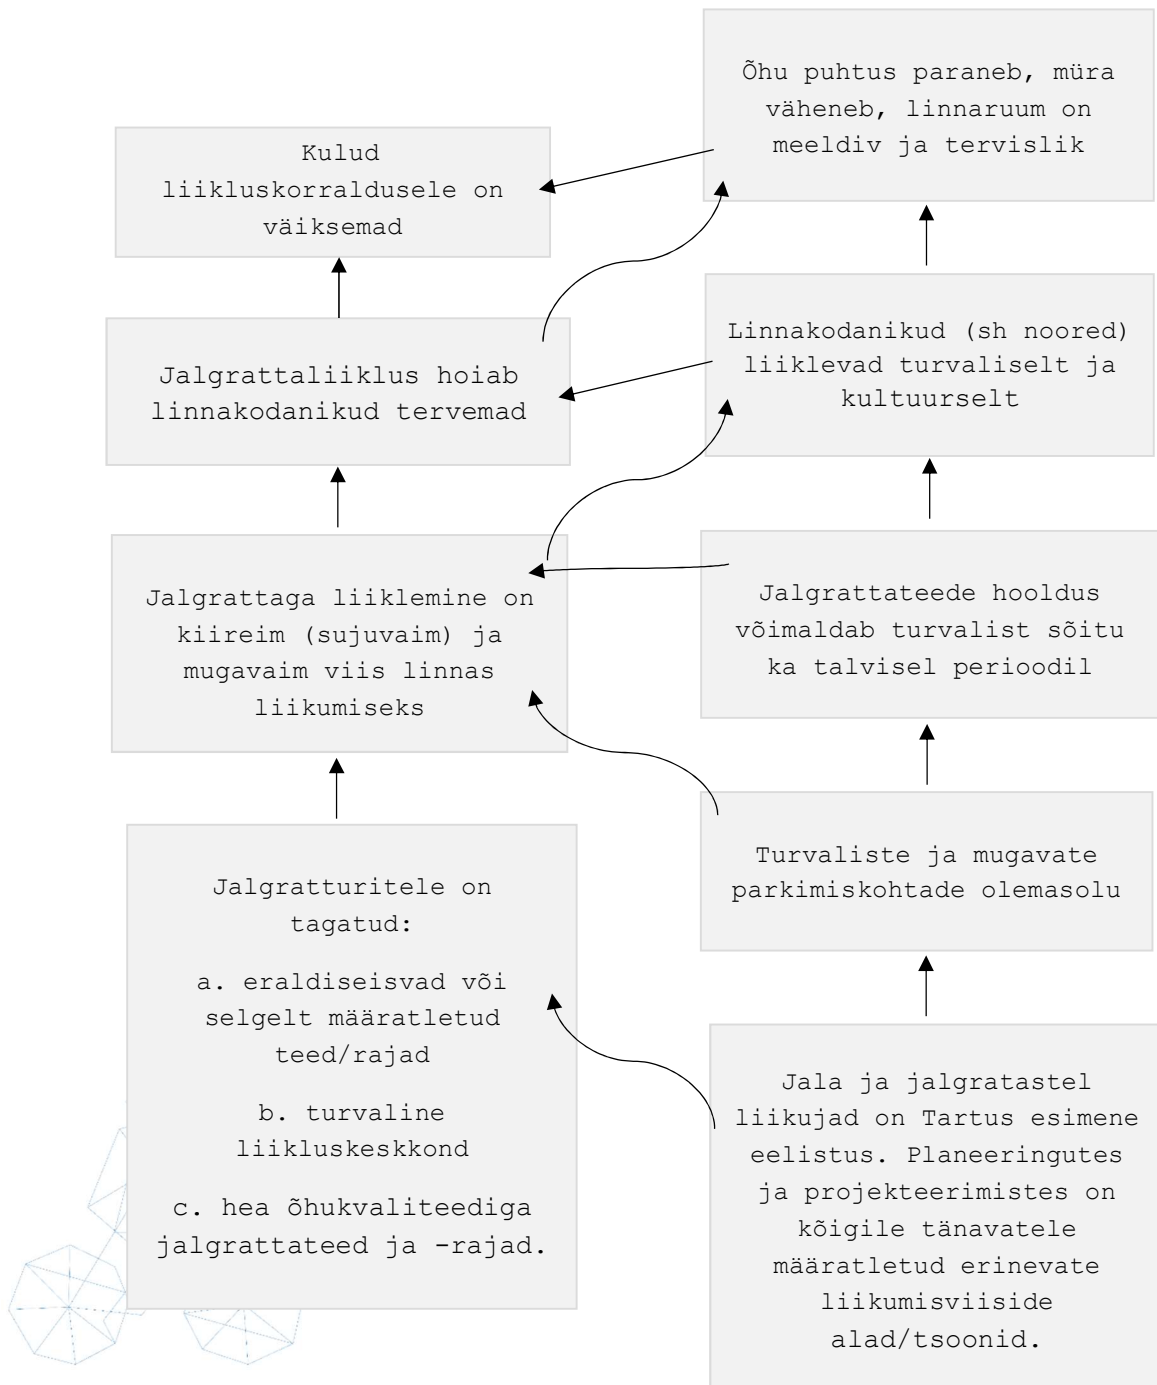 Õhu puhtus paraneb, müra
väheneb, linnaruum on
meeldiv ja tervislik
Kulud
liikluskorraldusele on
väiksemad
Linnakodanikud (sh noored)
liiklevad turvaliselt ja
kultuurselt
Jalgrattaliiklus hoiab
linnakodanikud tervemad
Jalgrattateede hooldus
võimaldab turvalist sõitu
ka talvisel perioodil
Jalgrattaga liiklemine on
kiireim (sujuvaim) ja
mugavaim viis linnas
liikumiseks
Turvaliste ja mugavate
parkimiskohtade olemasolu
Jalgratturitele on
tagatud:
a. eraldiseisvad või
selgelt määratletud
teed/rajad
b. turvaline
liikluskeskkond
c. hea õhukvaliteediga
jalgrattateed ja -rajad.
Jala ja jalgratastel
liikujad on Tartus esimene
eelistus. Planeeringutes
ja projekteerimistes on
kõigile tänavatele
määratletud erinevate
liikumisviiside
alad/tsoonid.